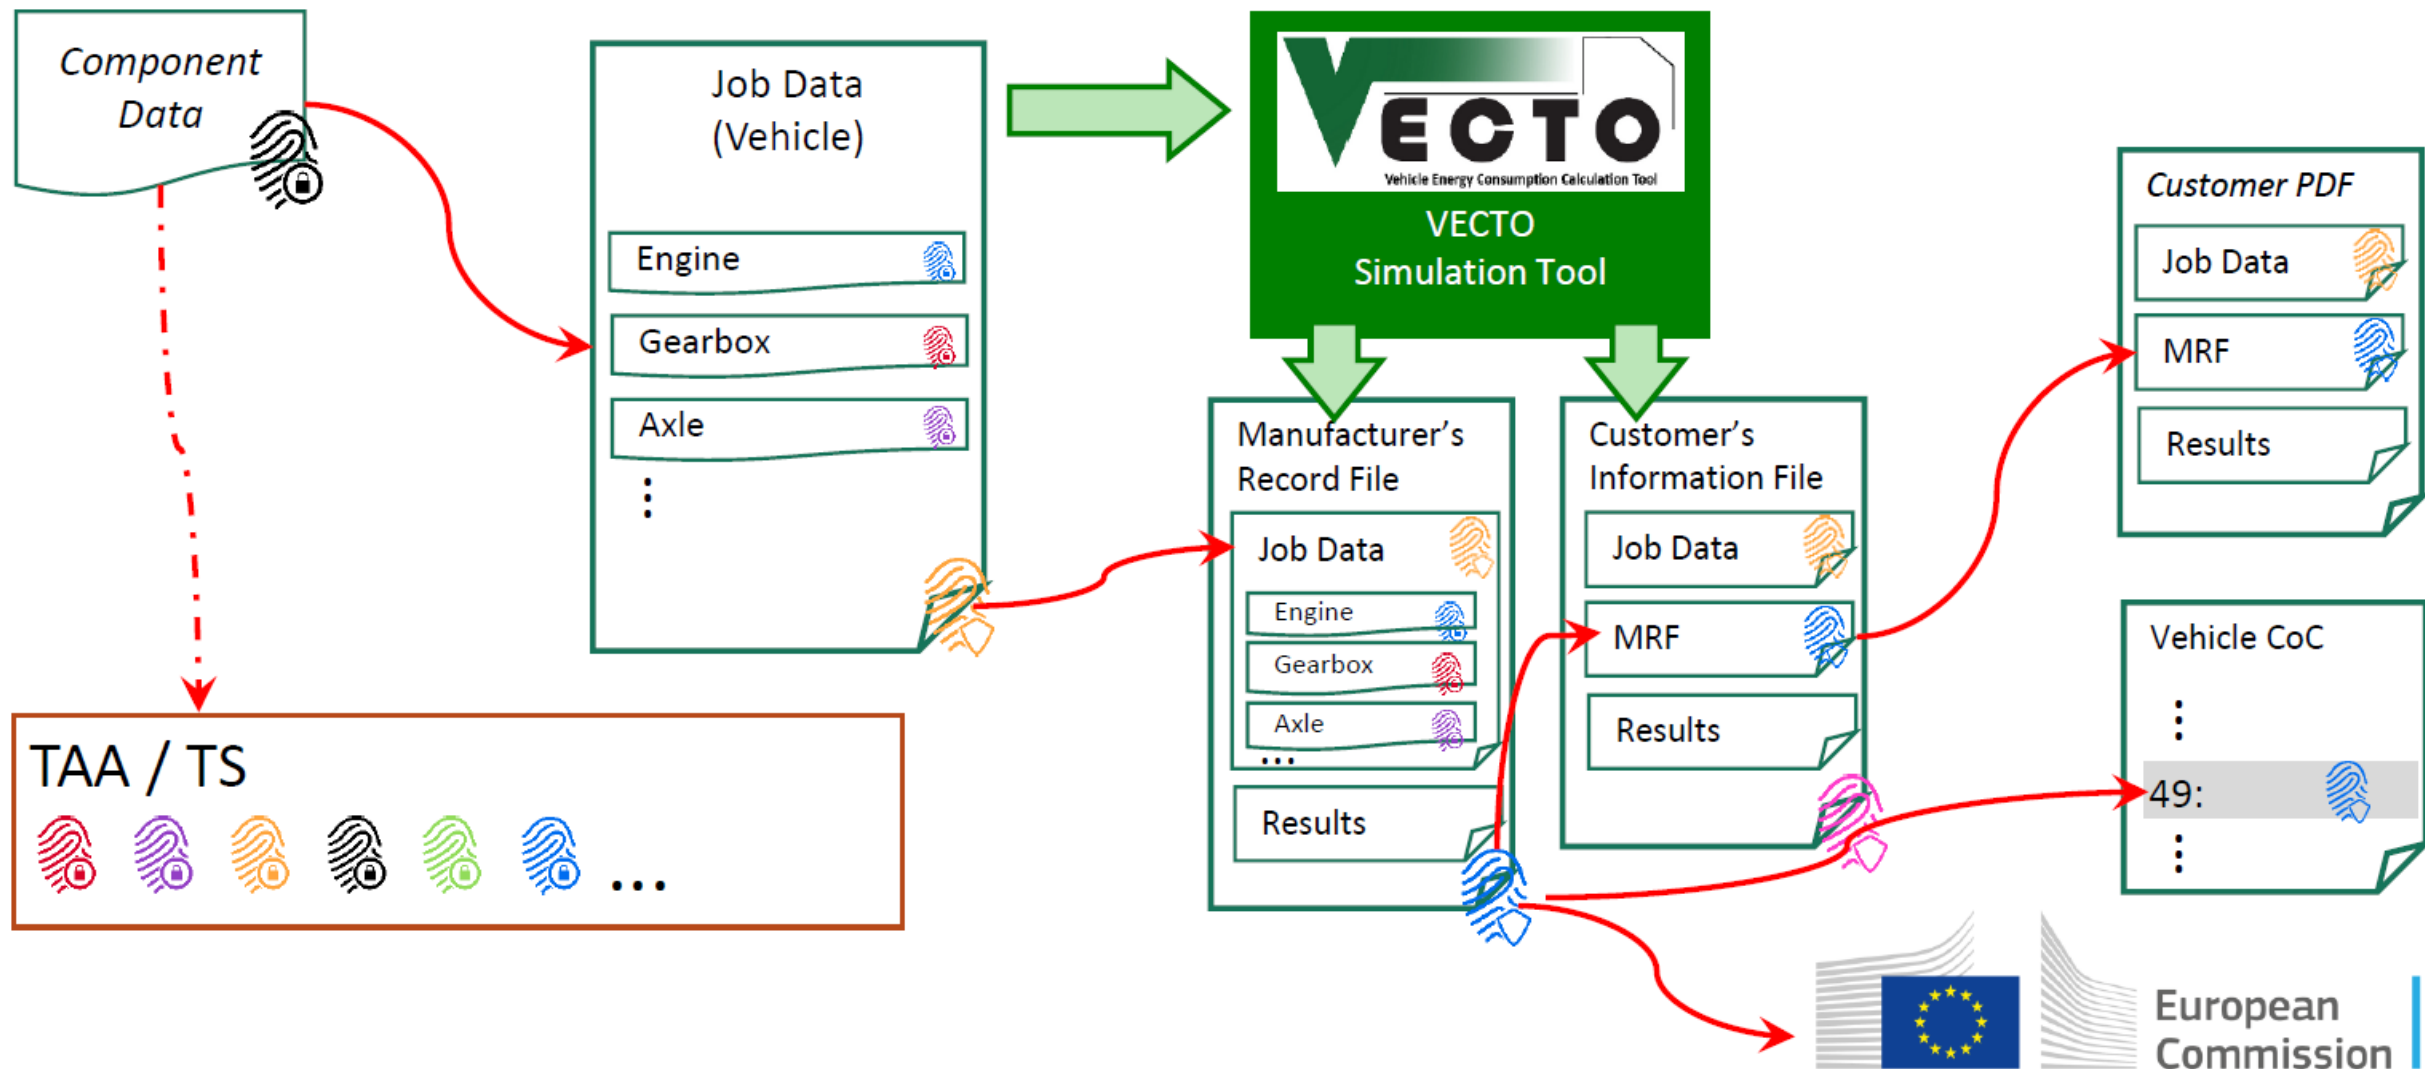 Component
Data
Job Data
(Vehicle)
Engine
Gearbox
Axle
⋮
TAA / TS
...
VECTO
Vehicle Energy Consumption Calculation Tool
VECTO
Simulation Tool
Manufacturer's
Record File
Job Data
Engine
Gearbox
Axle
...
Results
Customer's
Information File
Job Data
MRF
Results
Customer PDF
Job Data
MRF
Results
Vehicle CoC
⋮
49:
⋮
European
Commission